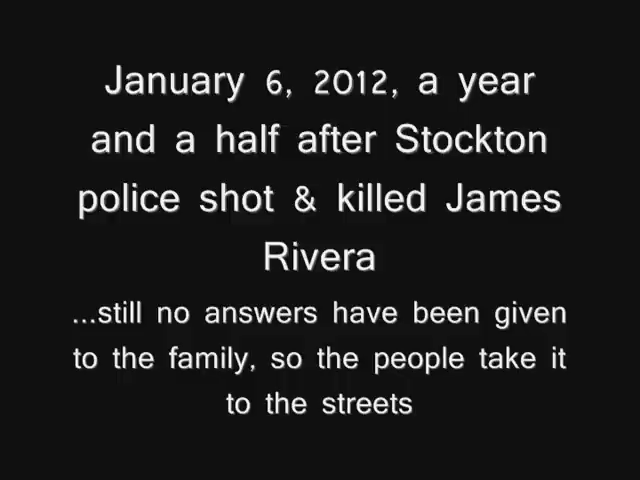 January 6, 2012, a year
and a half after Stockton
police shot & killed James
Rivera
...still no answers have been given
to the family, so the people take it
to the streets